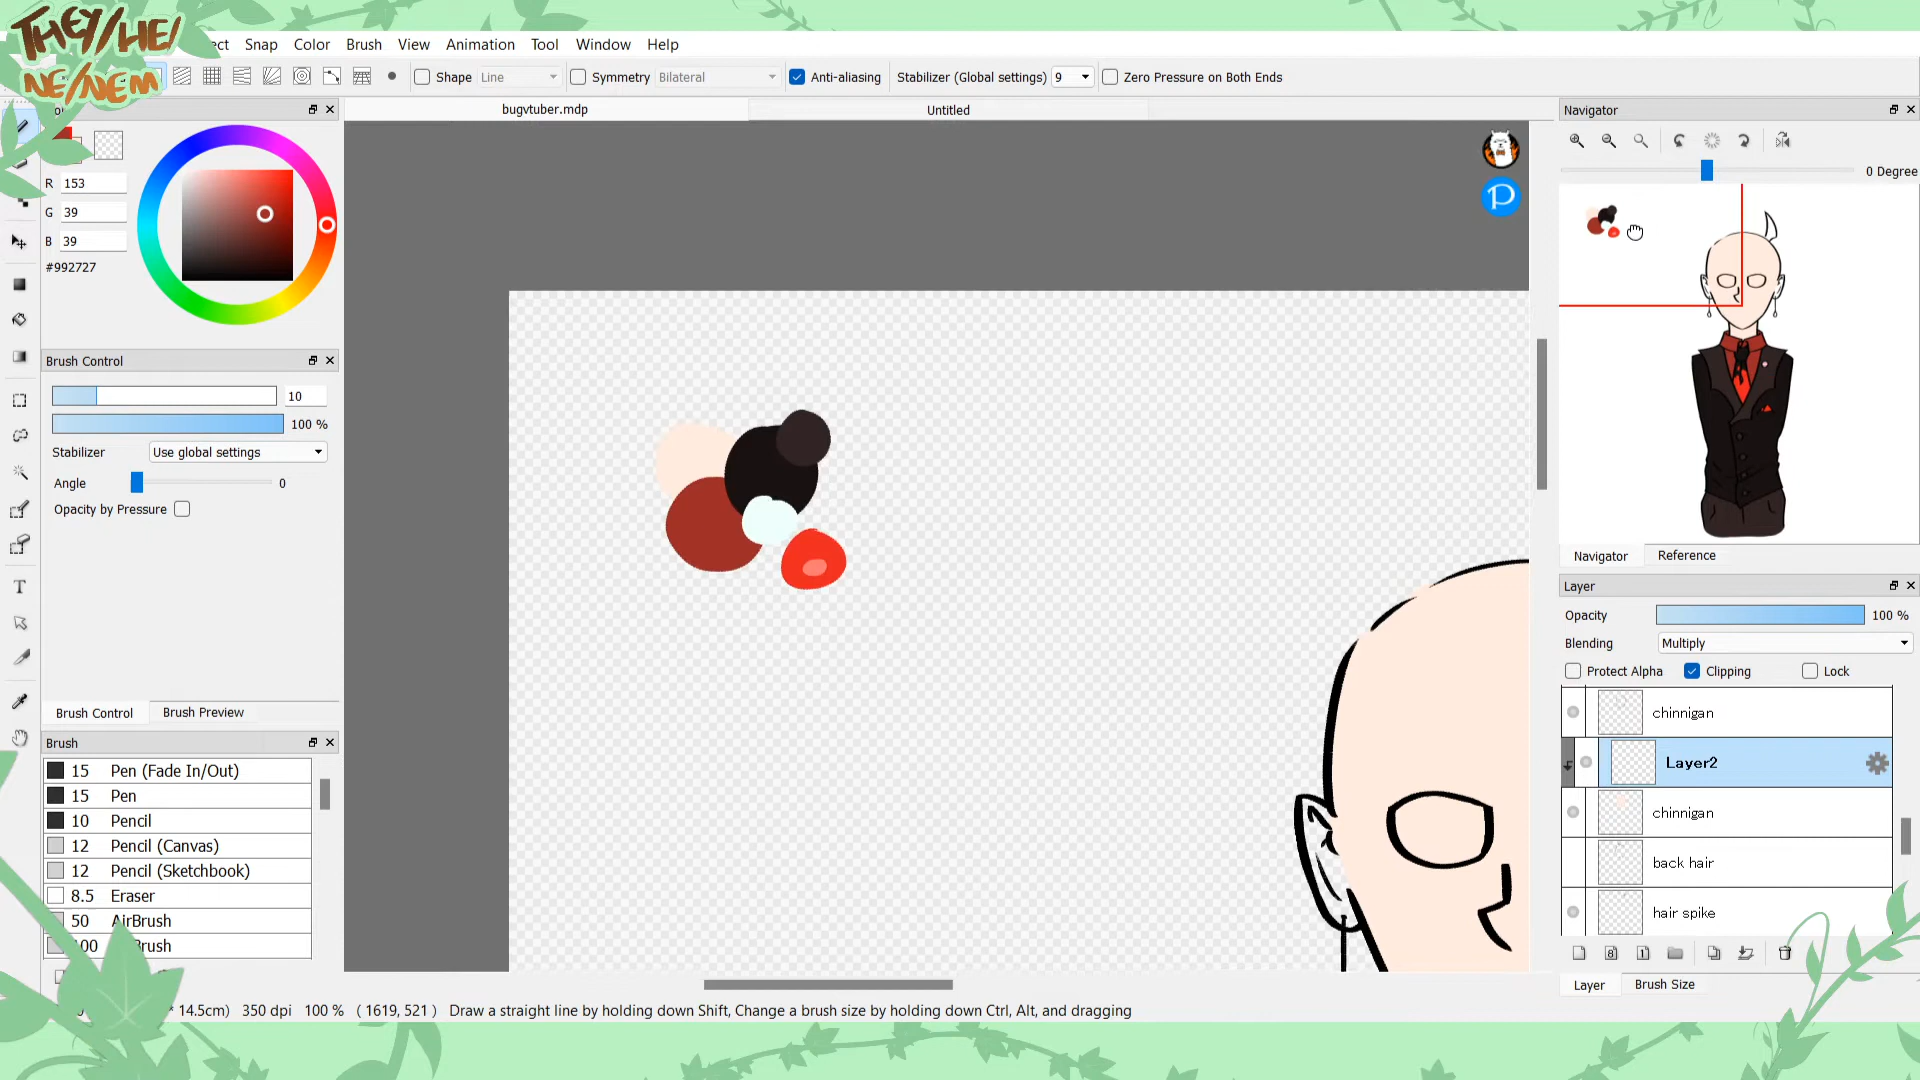 THEY/HE/
NE/NEM
ect Snap Color Brush View Animation Tool Window Help
Shape Line Symmetry Bilateral Anti-aliasing Stabilizer (Global settings) 9 Zero Pressure on Both Ends
bugvtuber.mdp Untitled
Navigator
R 153
G 39
B 39
#992727
0 Degree
P
Brush Control
10
100 %
Stabilizer Use global settings
Angle 0
Opacity by Pressure
Brush Control Brush Preview
Brush
15 Pen (Fade In/Out)
15 Pen
10 Pencil
12 Pencil (Canvas)
12 Pencil (Sketchbook)
8.5 Eraser
50 AirBrush
100 Brush
Navigator Reference
Layer
Opacity 100 %
Blending Multiply
Protect Alpha Clipping Lock
chinnigan
Layer2
chinnigan
back hair
hair spike
8 1
Layer Brush Size
* 14.5cm) 350 dpi 100 % ( 1619, 521 ) Draw a straight line by holding down Shift, Change a brush size by holding down Ctrl, Alt, and dragging
T